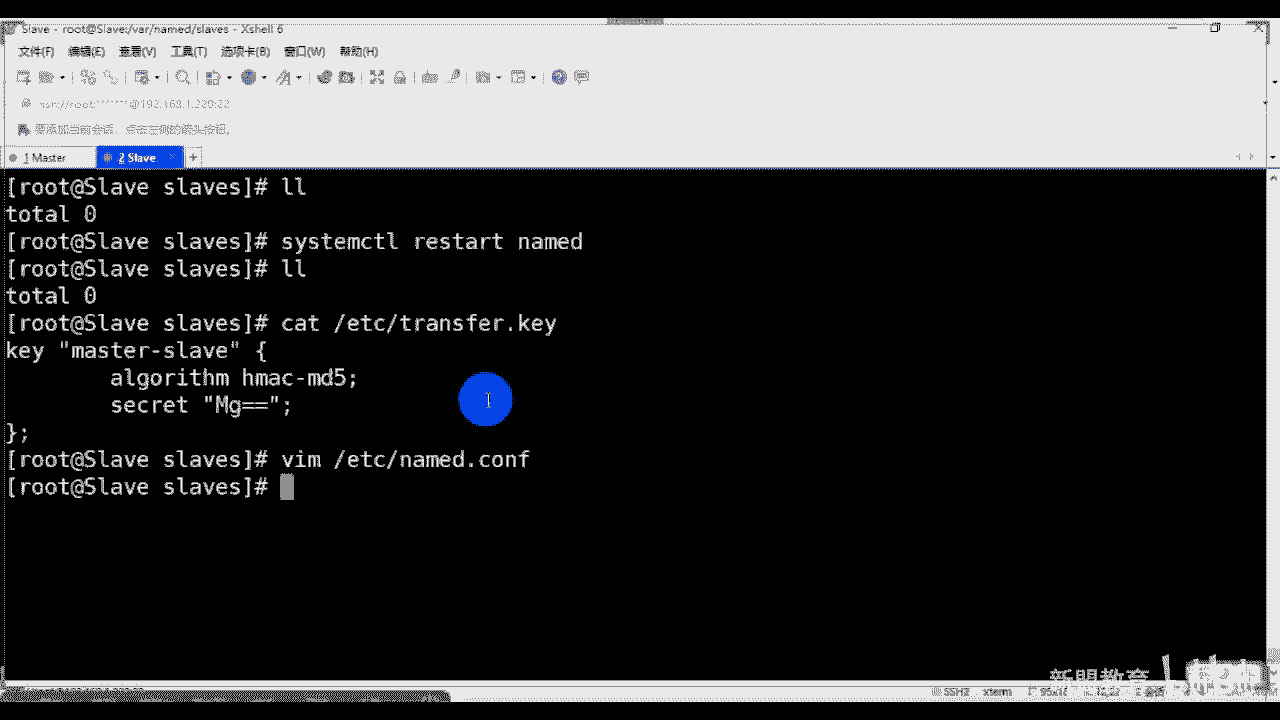 Slave - root@Slave:/var/named/slaves - Xshell 6
文件(F) 编辑(E) 查看(V) 工具(T) 选项卡(B) 窗口(W) 帮助(H)
ssh://root:******@192.168.1.220:22
要添加当前会话，点击左侧的箭头按钮。
1 Master
2 Slave
[root@Slave slaves]# ll
total 0
[root@Slave slaves]# systemctl restart named
[root@Slave slaves]# ll
total 0
[root@Slave slaves]# cat /etc/transfer.key
key "master-slave" {
        algorithm hmac-md5;
        secret "Mg==";
};
[root@Slave slaves]# vim /etc/named.conf
[root@Slave slaves]#
新盟教育
SSH2 xterm